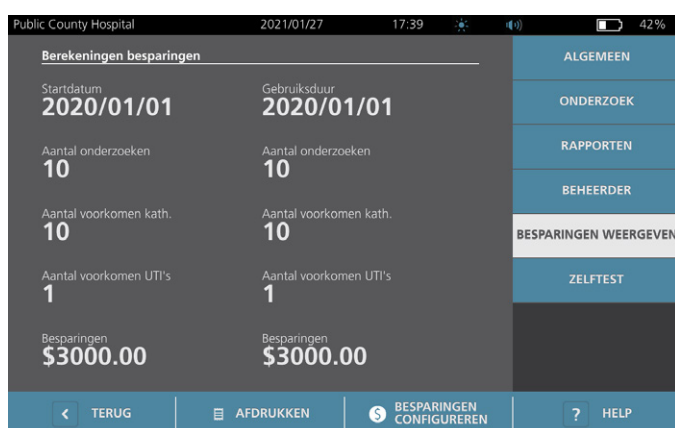 Public County Hospital 2021/01/27 17:39 42%
Berekeningen besparingen
Startdatum Gebruiksduur
2020/01/01 2020/01/01
Aantal onderzoeken Aantal onderzoeken
10 10
Aantal voorkomen kath. Aantal voorkomen kath.
10 10
Aantal voorkomen UTI's Aantal voorkomen UTI's
1 1
Besparingen Besparingen
$3000.00 $3000.00
ALGEMEEN
ONDERZOEK
RAPPORTEN
BEHEERDER
BESPARINGEN WEERGEVEN
ZELFTEST
< TERUG
AFDRUKKEN
$ BESPARINGEN
CONFIGUREREN
? HELP